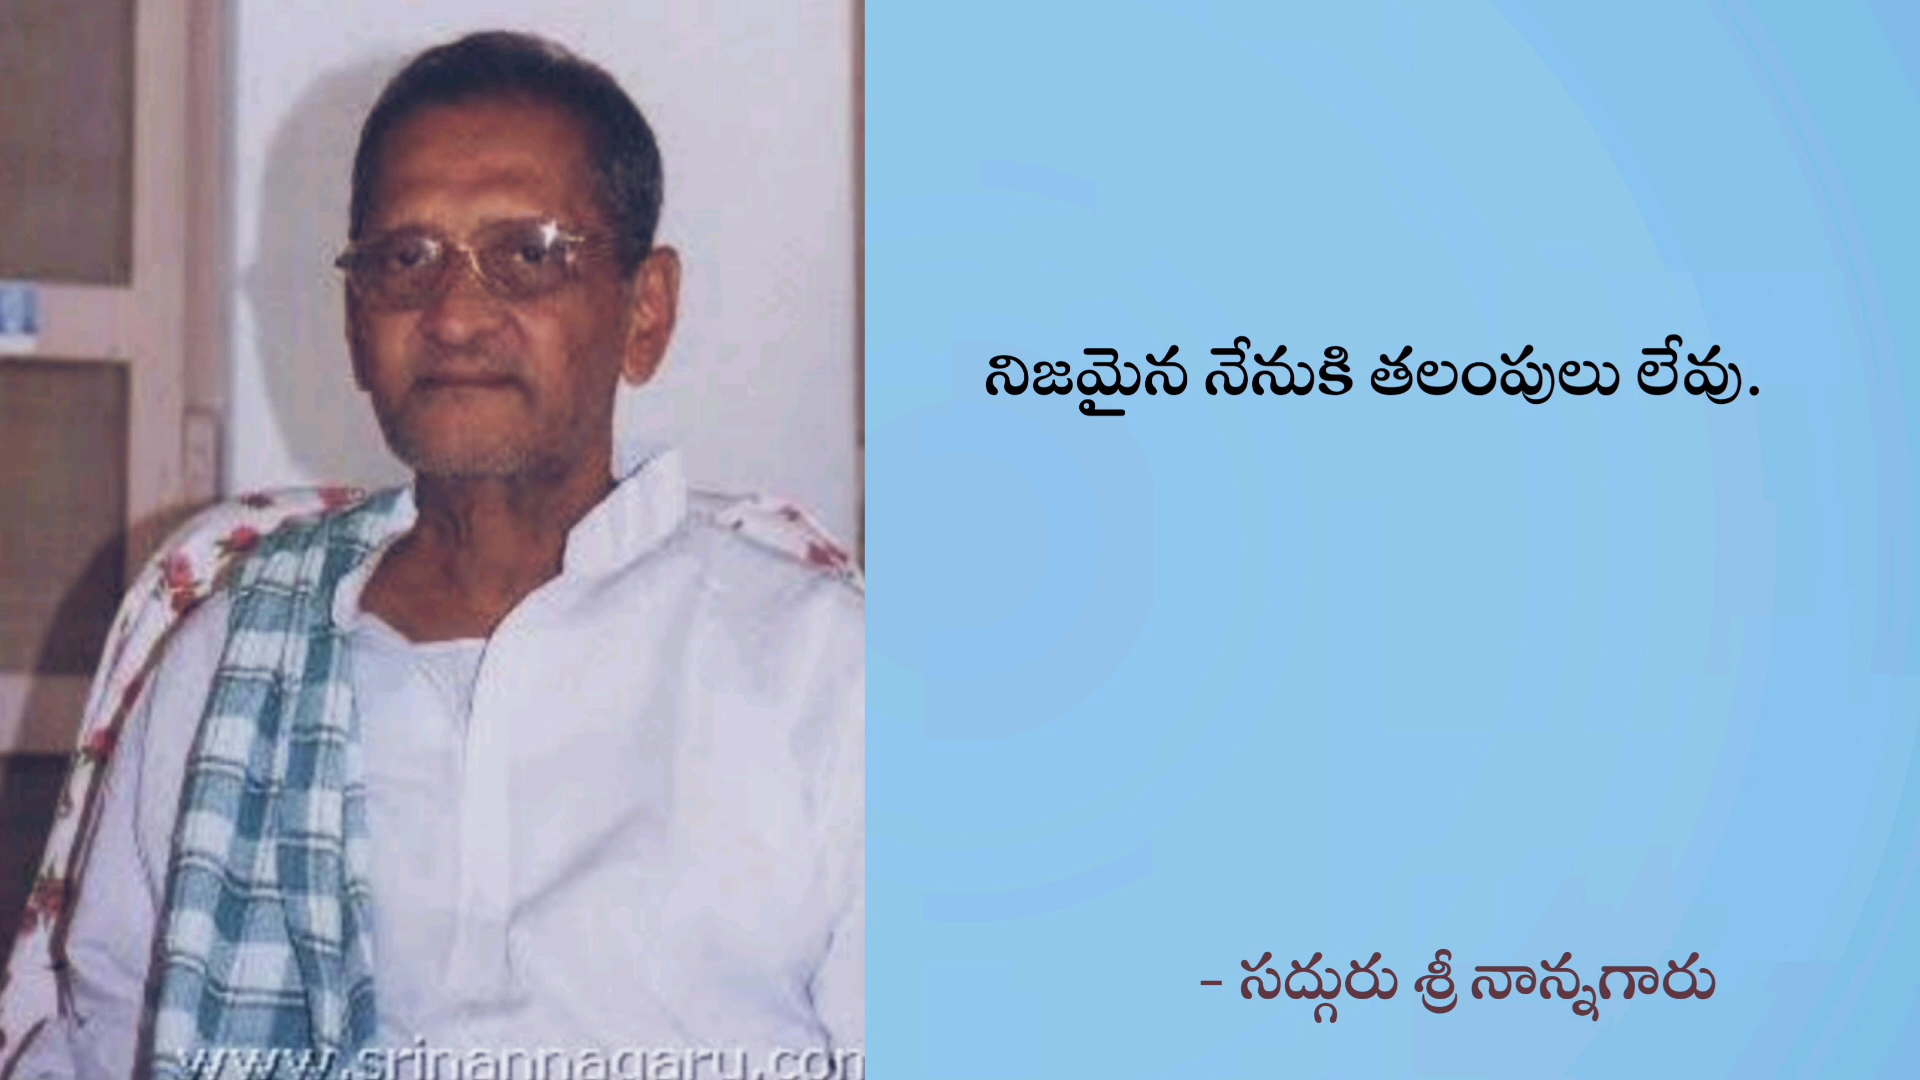 నిజమైన నేనుకి తలంపులు లేవు.
- సద్గురు శ్రీ నాన్నగారు
www.srinannagaru.com